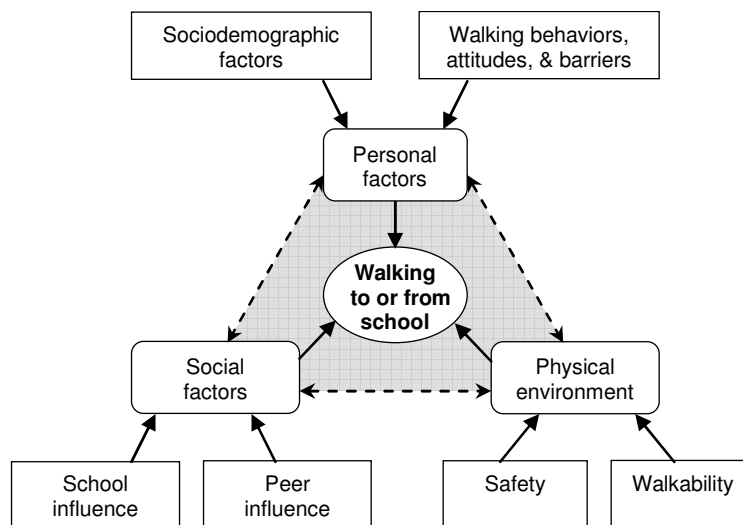 Sociodemographic
factors
Walking behaviors,
attitudes, & barriers
Personal
factors
Walking
to or from
school
Social
factors
Physical
environment
School
influence
Peer
influence
Safety
Walkability